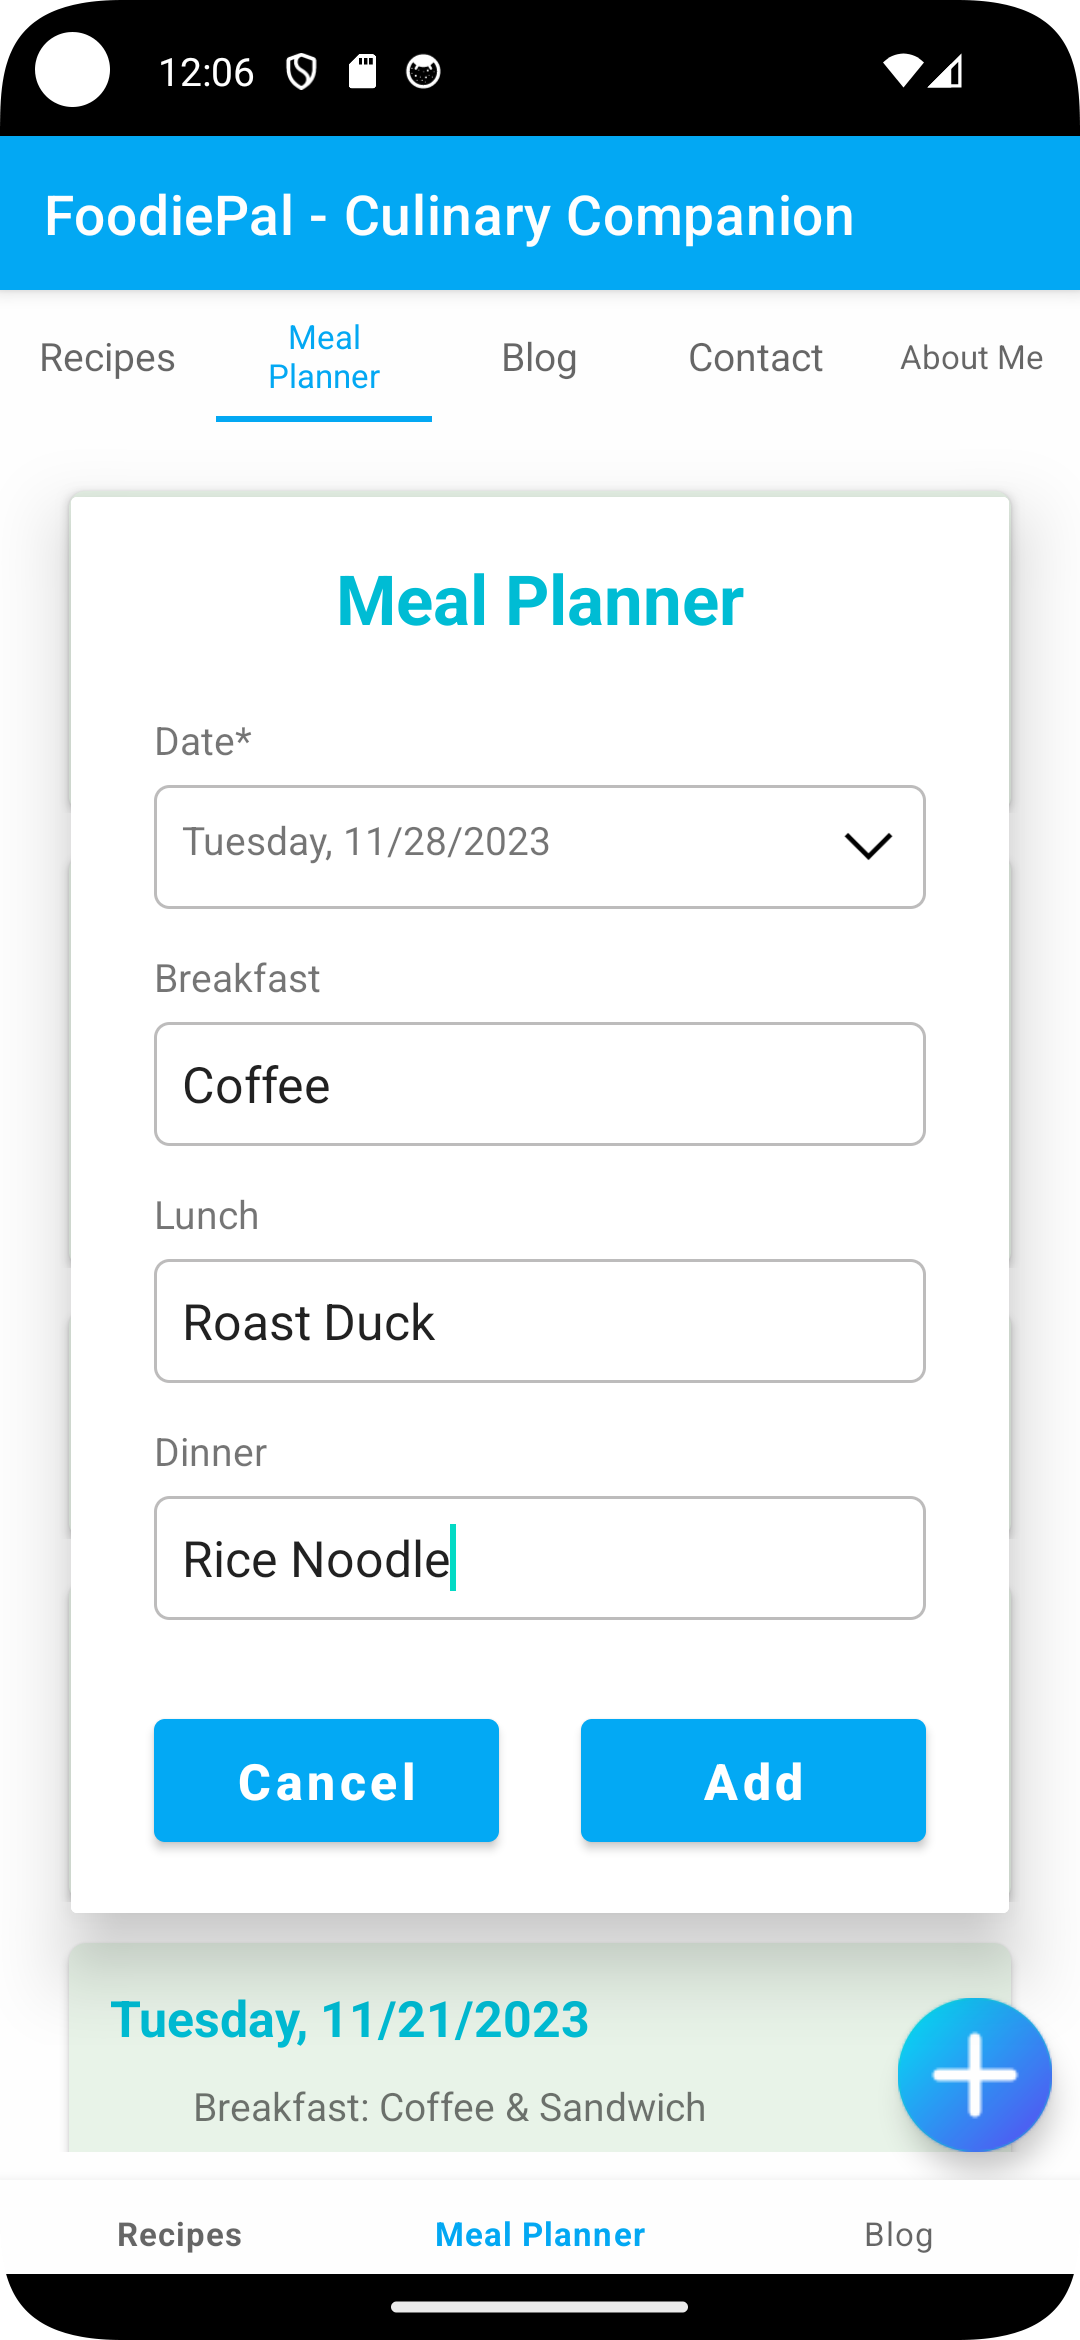 12:06
FoodiePal - Culinary Companion
Recipes
Meal
Planner
Blog
Contact
About Me
Meal Planner
Date*
Tuesday, 11/28/2023
Breakfast
Coffee
Lunch
Roast Duck
Dinner
Rice Noodle
Cancel
Add
Tuesday, 11/21/2023
Breakfast: Coffee & Sandwich
Recipes
Meal Planner
Blog